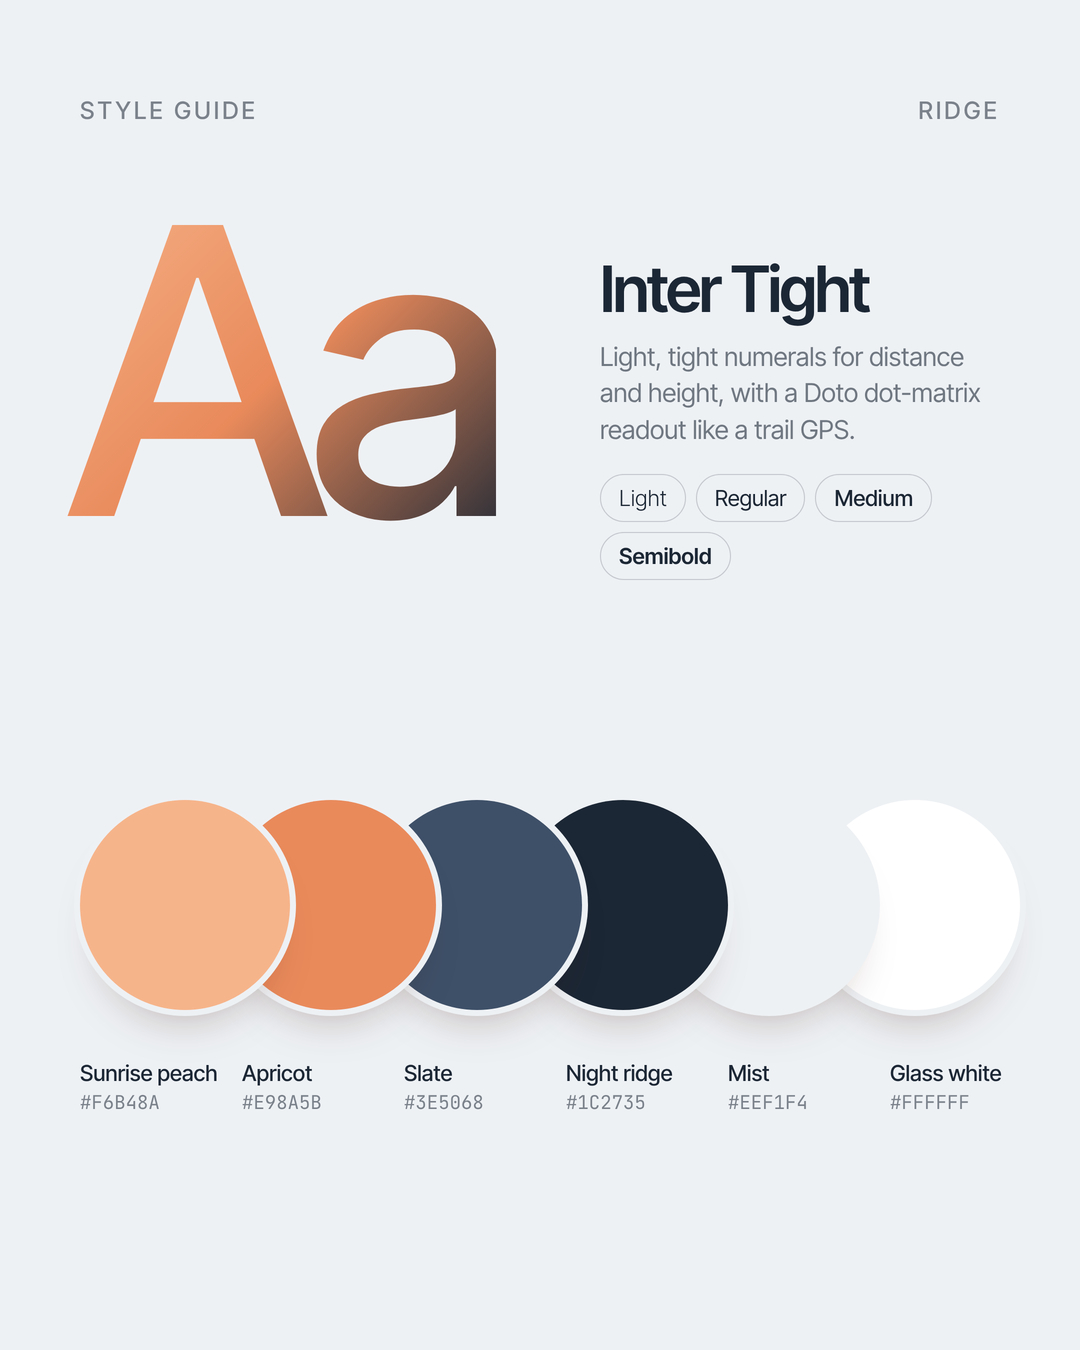 STYLE GUIDE
RIDGE
Aa
Inter Tight
Light, tight numerals for distance
and height, with a Doto dot-matrix
readout like a trail GPS.
Light
Regular
Medium
Semibold
Sunrise peach
#F6B48A
Apricot
#E98A5B
Slate
#3E5068
Night ridge
#1C2735
Mist
#EEF1F4
Glass white
#FFFFFF